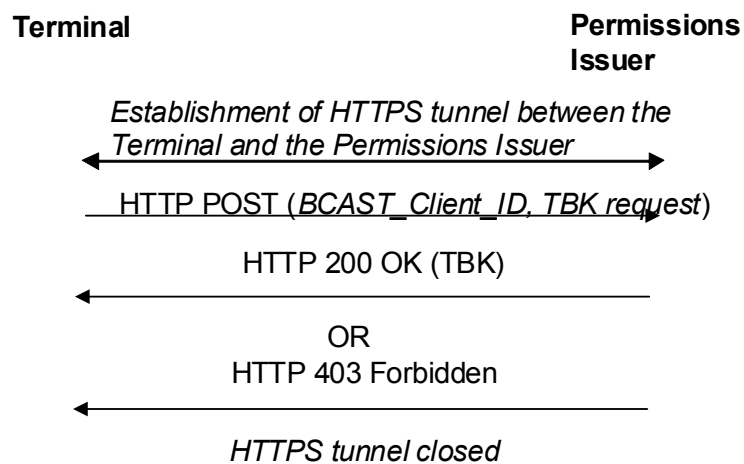 Terminal
Permissions
Issuer
Establishment of HTTPS tunnel between the
Terminal and the Permissions Issuer
HTTP POST (BCAST_Client_ID, TBK request)
HTTP 200 OK (TBK)
OR
HTTP 403 Forbidden
HTTPS tunnel closed